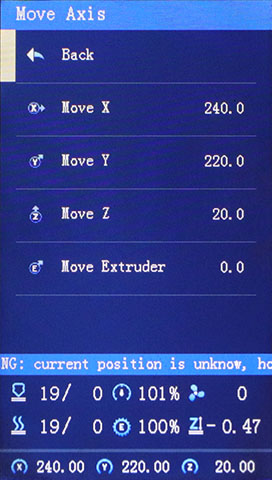 Move Axis
Back
Move X 240.0
Move Y 220.0
Move Z 20.0
Move Extruder 0.0
NG: current position is unknow, ho
19/ 0 101% 0
19/ 0 E 100% Z -0.47
X 240.00 Y 220.00 Z 20.00